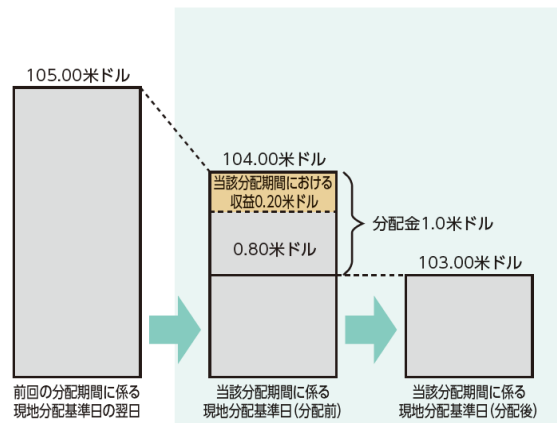 105.00米ドル
104.00米ドル
当該分配期間における
収益0.20米ドル
分配金1.0米ドル
0.80米ドル
103.00米ドル
前回の分配期間に係る
現地分配基準日の翌日
当該分配期間に係る
現地分配基準日(分配前)
当該分配期間に係る
現地分配基準日(分配後)